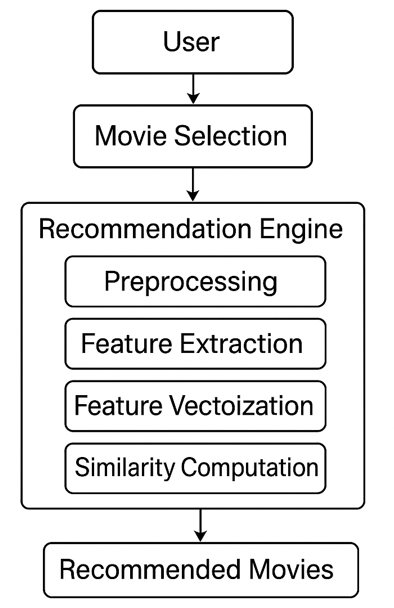 User
Movie Selection
Recommendation Engine
Preprocessing
Feature Extraction
Feature Vectoization
Similarity Computation
Recommended Movies